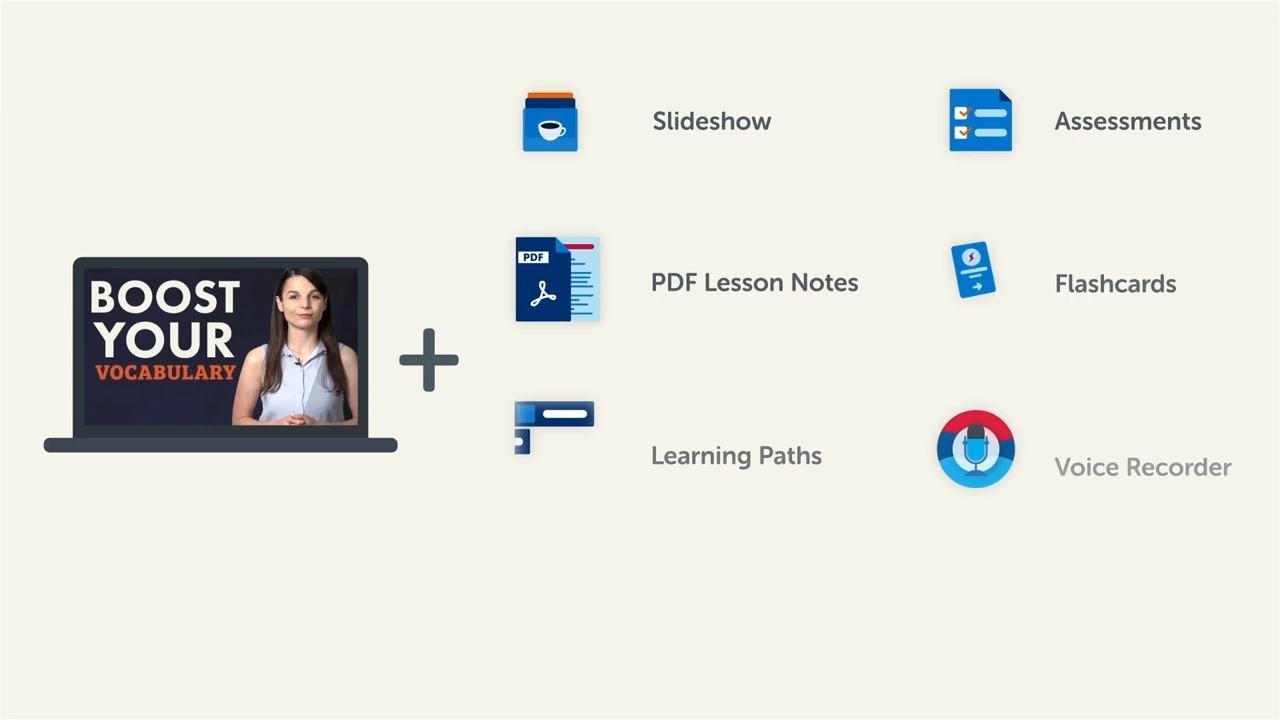 BOOST
YOUR
VOCABULARY
Slideshow
Assessments
PDF
PDF Lesson Notes
Flashcards
Learning Paths
Voice Recorder